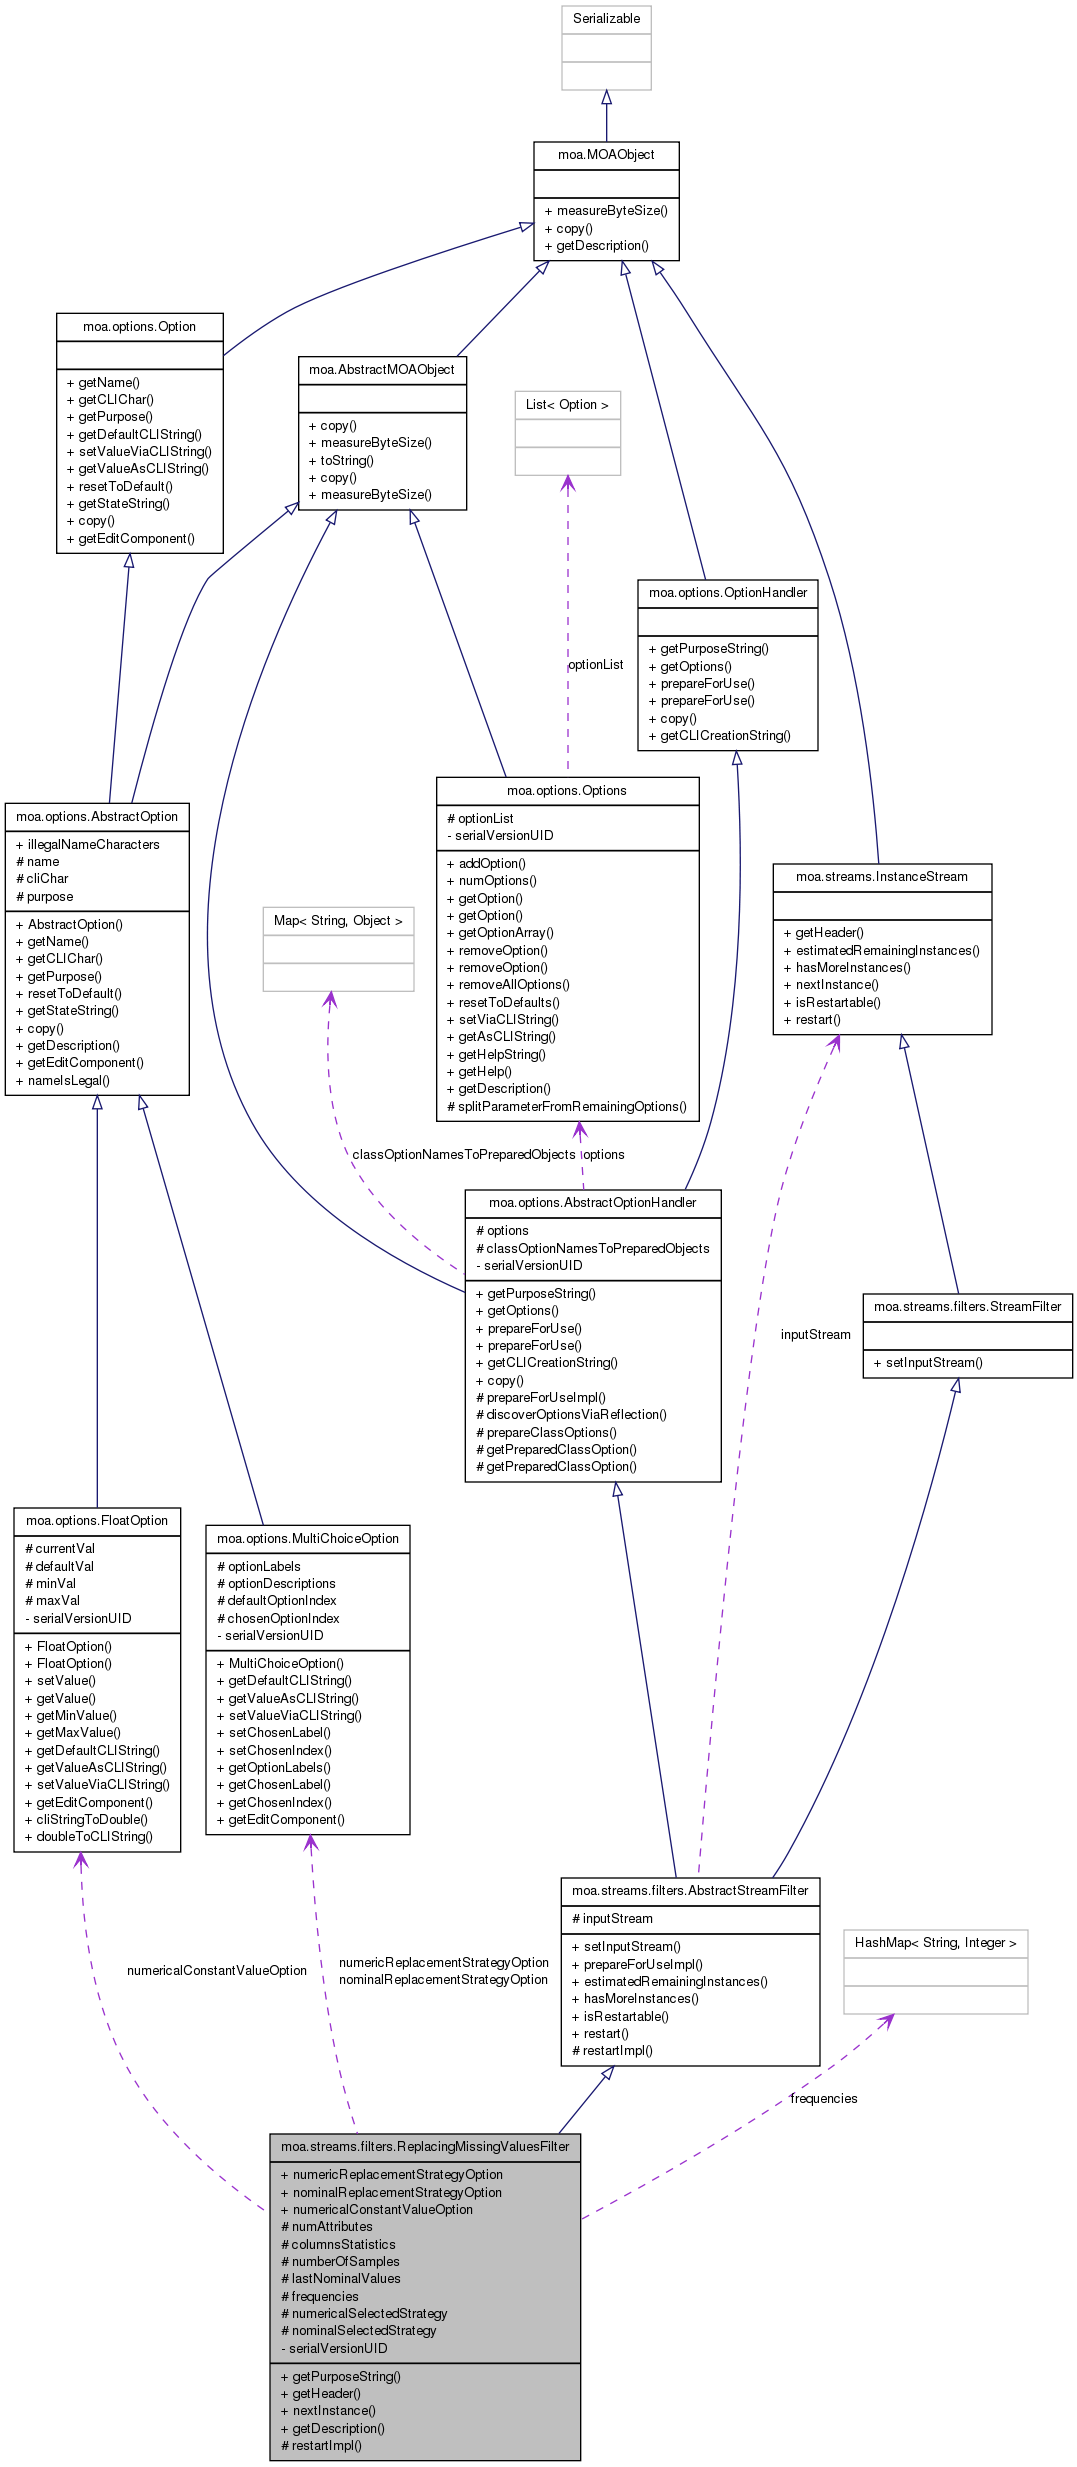 Serializable
moa.MOAObject
+ measureByteSize()
+ copy()
+ getDescription()
moa.options.Option
+ getName()
+ getCLIChar()
+ getPurpose()
+ getDefaultCLIString()
+ setValueViaCLIString()
+ getValueAsCLIString()
+ resetToDefault()
+ getStateString()
+ copy()
+ getEditComponent()
moa.AbstractMOAObject
+ copy()
+ measureByteSize()
+ toString()
+ copy()
+ measureByteSize()
List< Option >
moa.options.OptionHandler
+ getPurposeString()
+ getOptions()
+ prepareForUse()
+ prepareForUse()
+ copy()
+ getCLICreationString()
optionList
moa.options.AbstractOption
+ illegalNameCharacters
# name
# cliChar
# purpose
+ AbstractOption()
+ getName()
+ getCLIChar()
+ getPurpose()
+ resetToDefault()
+ getStateString()
+ copy()
+ getDescription()
+ getEditComponent()
+ nameIsLegal()
Map< String, Object >
moa.options.Options
# optionList
- serialVersionUID
+ addOption()
+ numOptions()
+ getOption()
+ getOption()
+ getOptionArray()
+ removeOption()
+ removeOption()
+ removeAllOptions()
+ resetToDefaults()
+ setViaCLIString()
+ getAsCLIString()
+ getHelpString()
+ getHelp()
+ getDescription()
# splitParameterFromRemainingOptions()
moa.streams.InstanceStream
+ getHeader()
+ estimatedRemainingInstances()
+ hasMoreInstances()
+ nextInstance()
+ isRestartable()
+ restart()
classOptionNamesToPreparedObjects
options
moa.options.AbstractOptionHandler
# options
# classOptionNamesToPreparedObjects
- serialVersionUID
+ getPurposeString()
+ getOptions()
+ prepareForUse()
+ prepareForUse()
+ getCLICreationString()
+ copy()
# prepareForUseImpl()
# discoverOptionsViaReflection()
# prepareClassOptions()
# getPreparedClassOption()
# getPreparedClassOption()
inputStream
moa.streams.filters.StreamFilter
+ setInputStream()
moa.options.FloatOption
# currentVal
# defaultVal
# minVal
# maxVal
- serialVersionUID
+ FloatOption()
+ FloatOption()
+ setValue()
+ getValue()
+ getMinValue()
+ getMaxValue()
+ getDefaultCLIString()
+ getValueAsCLIString()
+ setValueViaCLIString()
+ getEditComponent()
+ cliStringToDouble()
+ doubleToCLIString()
moa.options.MultiChoiceOption
# optionLabels
# optionDescriptions
# defaultOptionIndex
# chosenOptionIndex
- serialVersionUID
+ MultiChoiceOption()
+ getDefaultCLIString()
+ getValueAsCLIString()
+ setValueViaCLIString()
+ setChosenLabel()
+ setChosenIndex()
+ getOptionLabels()
+ getChosenLabel()
+ getChosenIndex()
+ getEditComponent()
numericalConstantValueOption
numericReplacementStrategyOption
nominalReplacementStrategyOption
moa.streams.filters.AbstractStreamFilter
# inputStream
+ setInputStream()
+ prepareForUseImpl()
+ estimatedRemainingInstances()
+ hasMoreInstances()
+ isRestartable()
+ restart()
# restartImpl()
HashMap< String, Integer >
frequencies
moa.streams.filters.ReplacingMissingValuesFilter
+ numericReplacementStrategyOption
+ nominalReplacementStrategyOption
+ numericalConstantValueOption
# numAttributes
# columnsStatistics
# numberOfSamples
# lastNominalValues
# frequencies
# numericalSelectedStrategy
# nominalSelectedStrategy
- serialVersionUID
+ getPurposeString()
+ getHeader()
+ nextInstance()
+ getDescription()
# restartImpl()